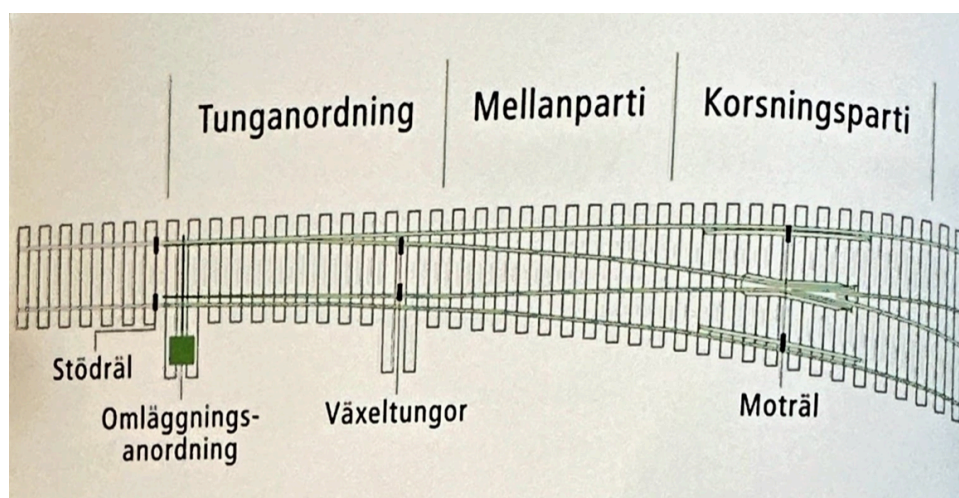 Tunganordning
Mellanparti
Korsningsparti
Stödräl
Omläggnings-
anordning
Växeltungor
Moträl